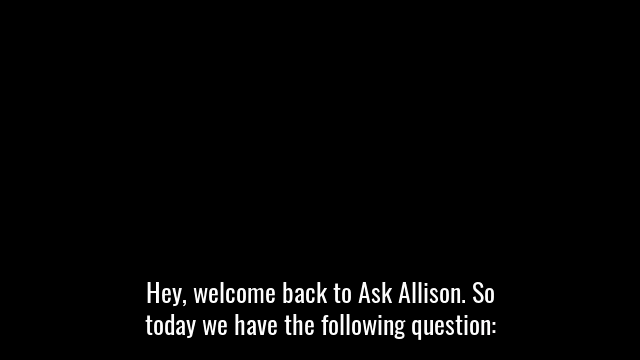 Hey, welcome back to Ask Allison. So
today we have the following question: